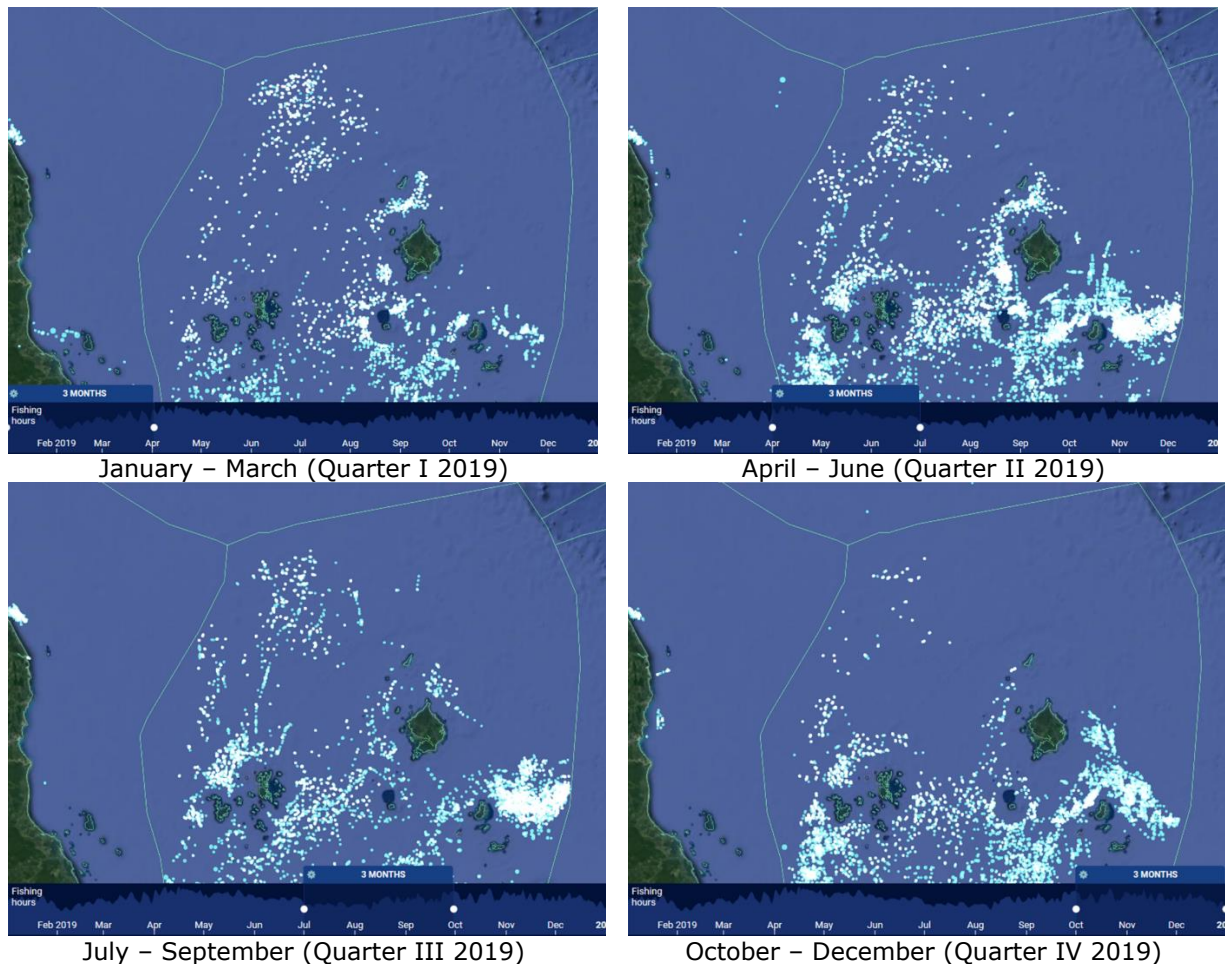 3 MONTHS
Fishing
hours
Feb 2019 Mar Apr May Jun Jul Aug Sep Oct Nov Dec 20
January – March (Quarter I 2019)
3 MONTHS
Fishing
hours
Feb 2019 Mar Apr May Jun Jul Aug Sep Oct Nov Dec 20
April – June (Quarter II 2019)
3 MONTHS
Fishing
hours
Feb 2019 Mar Apr May Jun Jul Aug Sep Oct Nov Dec 20
July – September (Quarter III 2019)
3 MONTHS
Fishing
hours
Feb 2019 Mar Apr May Jun Jul Aug Sep Oct Nov Dec 20
October – December (Quarter IV 2019)